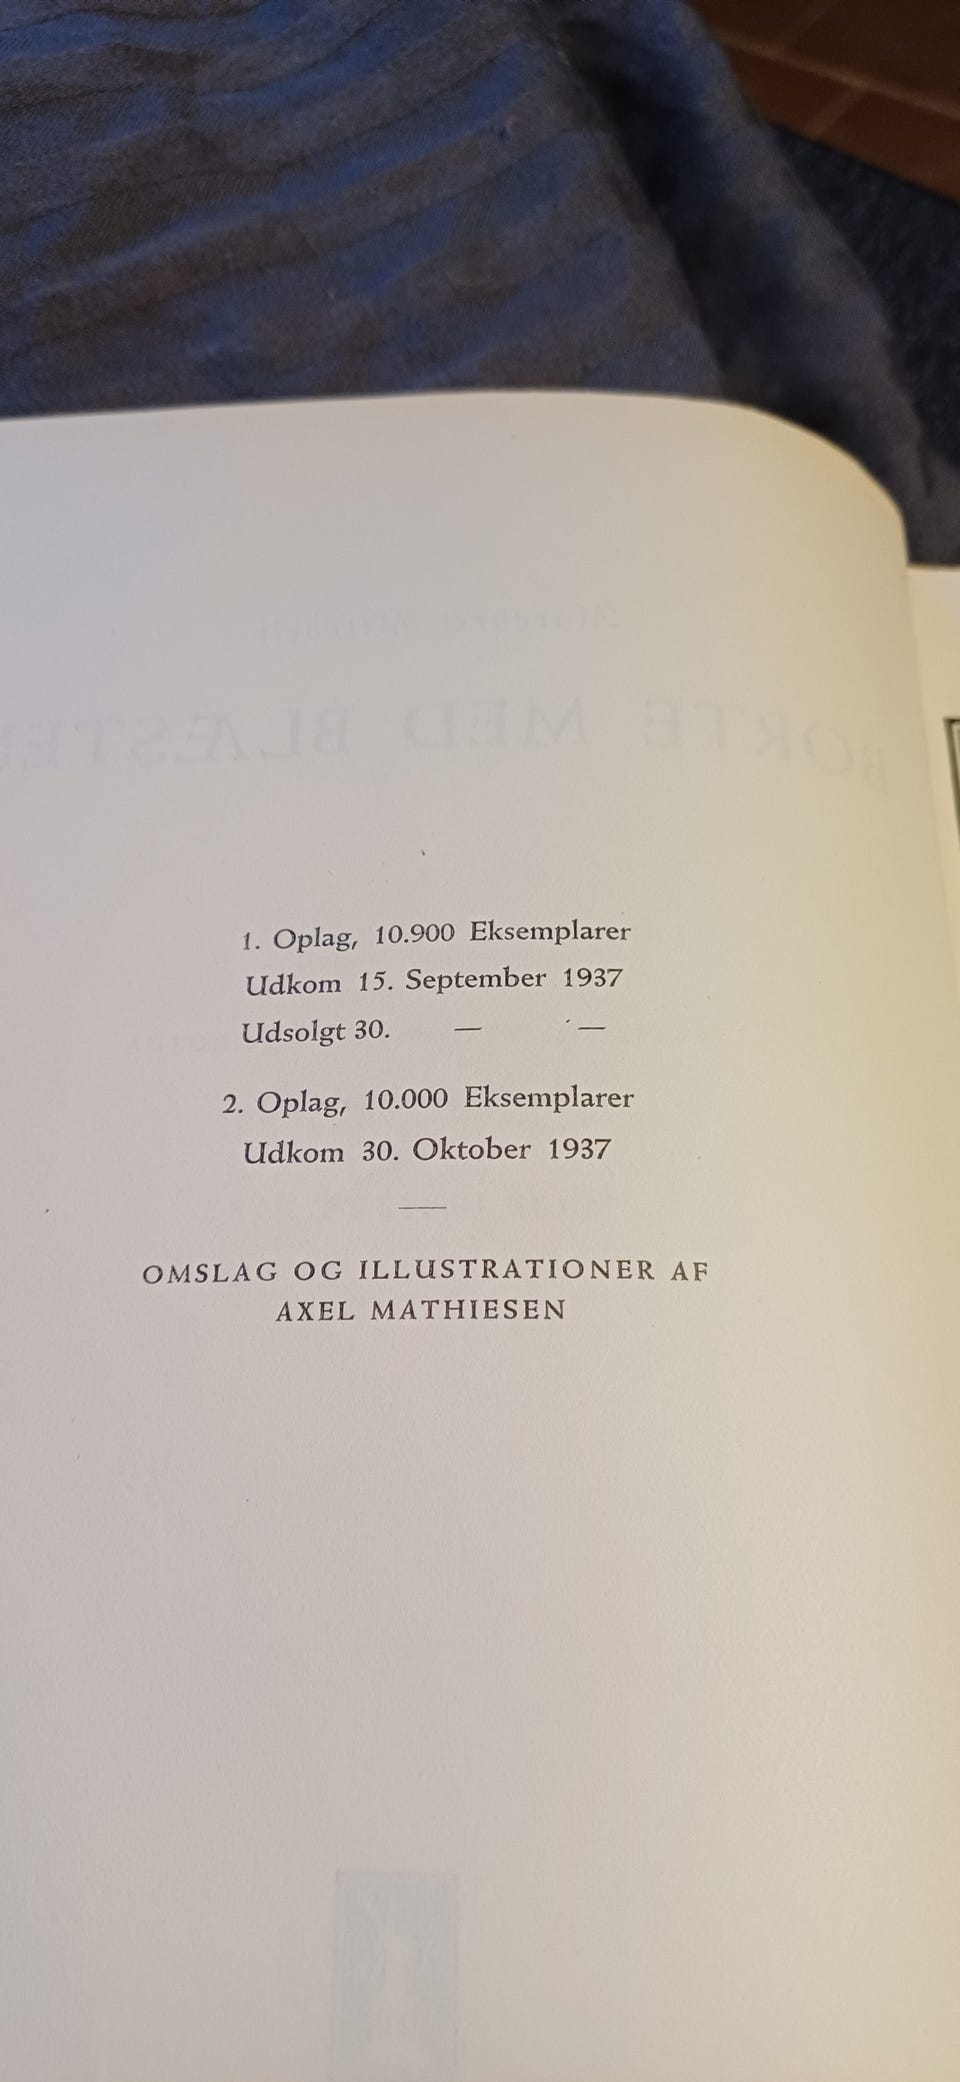 1. Oplag, 10.900 Eksemplarer
Udkom 15. September 1937
Udsolgt 30. — —
2. Oplag, 10.000 Eksemplarer
Udkom 30. Oktober 1937
OMSLAG OG ILLUSTRATIONER AF
AXEL MATHIESEN